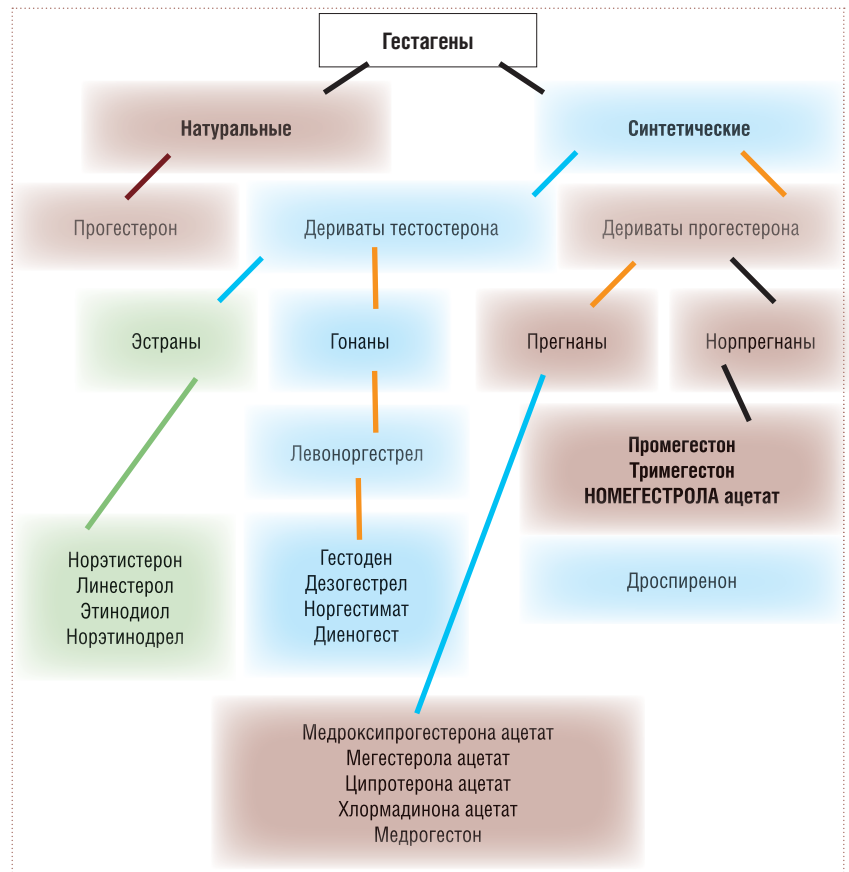 Гестагены
Натуральные
Синтетические
Прогестерон
Дериваты тестостерона
Дериваты прогестерона
Эстраны
Гонаны
Прегнаны
Норпрегнаны
Левоноргестрел
Промегестон
Тримегестон
НОМЕГЕСТРОЛА ацетат
Норэтистерон
Линестерол
Этинодиол
Норэтинодрел
Гестоден
Дезогестрел
Норгестимат
Диеногест
Дроспиренон
Медроксипрогестерона ацетат
Мегестерола ацетат
Ципротерона ацетат
Хлормадинона ацетат
Медрогестон